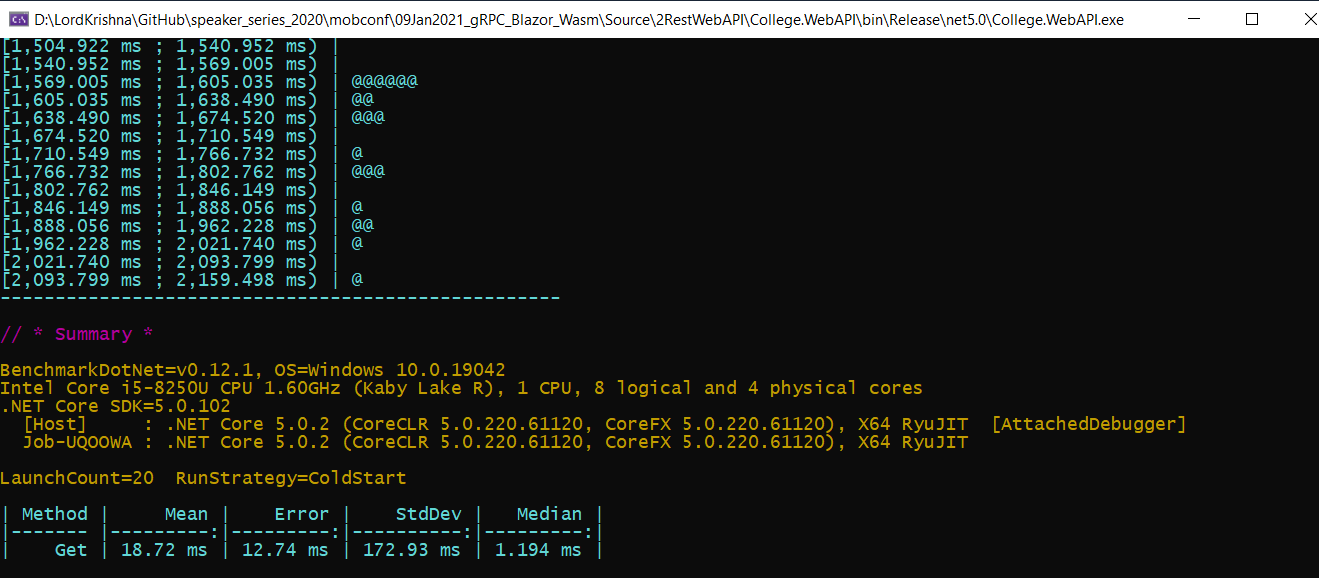 D:\LordKrishna\GitHub\speaker_series_2020\mobconf\09Jan2021_gRPC_Blazor_Wasm\Source\2RestWebAPI\College.WebAPI\bin\Release\net5.0\College.WebAPI.exe
[1,504.922 ms ; 1,540.952 ms) |
[1,540.952 ms ; 1,569.005 ms) |
[1,569.005 ms ; 1,605.035 ms) | @@@@@@
[1,605.035 ms ; 1,638.490 ms) | @@
[1,638.490 ms ; 1,674.520 ms) | @@@
[1,674.520 ms ; 1,710.549 ms) |
[1,710.549 ms ; 1,766.732 ms) | @
[1,766.732 ms ; 1,802.762 ms) | @@@
[1,802.762 ms ; 1,846.149 ms) |
[1,846.149 ms ; 1,888.056 ms) | @
[1,888.056 ms ; 1,962.228 ms) | @@
[1,962.228 ms ; 2,021.740 ms) | @
[2,021.740 ms ; 2,093.799 ms) |
[2,093.799 ms ; 2,159.498 ms) | @
---------------------------------------------------
// * Summary *
BenchmarkDotNet=v0.12.1, OS=Windows 10.0.19042
Intel Core i5-8250U CPU 1.60GHz (Kaby Lake R), 1 CPU, 8 logical and 4 physical cores
.NET Core SDK=5.0.102
  [Host]     : .NET Core 5.0.2 (CoreCLR 5.0.220.61120, CoreFX 5.0.220.61120), X64 RyuJIT  [AttachedDebugger]
  Job-UQOOWA : .NET Core 5.0.2 (CoreCLR 5.0.220.61120, CoreFX 5.0.220.61120), X64 RyuJIT
LaunchCount=20  RunStrategy=ColdStart
| Method |     Mean |    Error |    StdDev |   Median |
|------- |---------:|---------:|----------:|---------:|
|    Get | 18.72 ms | 12.74 ms | 172.93 ms | 1.194 ms |